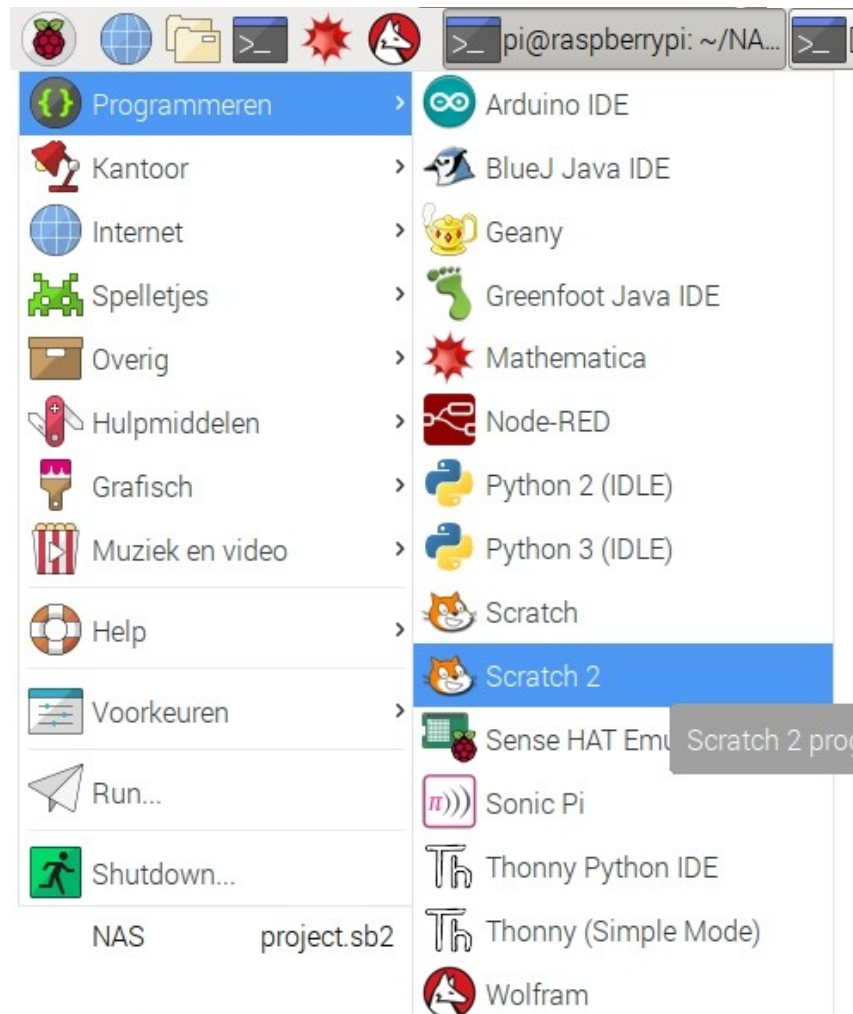 pi@raspberrypi: ~/NA...
Programmeren
Kantoor
Internet
Spelletjes
Overig
Hulpmiddelen
Grafisch
Muziek en video
Help
Voorkeuren
Run...
Shutdown...
NAS
project.sb2
Arduino IDE
BlueJ Java IDE
Geany
Greenfoot Java IDE
Mathematica
Node-RED
Python 2 (IDLE)
Python 3 (IDLE)
Scratch
Scratch 2
Sense HAT Emu
Scratch 2 prog
Sonic Pi
Thonny Python IDE
Thonny (Simple Mode)
Wolfram